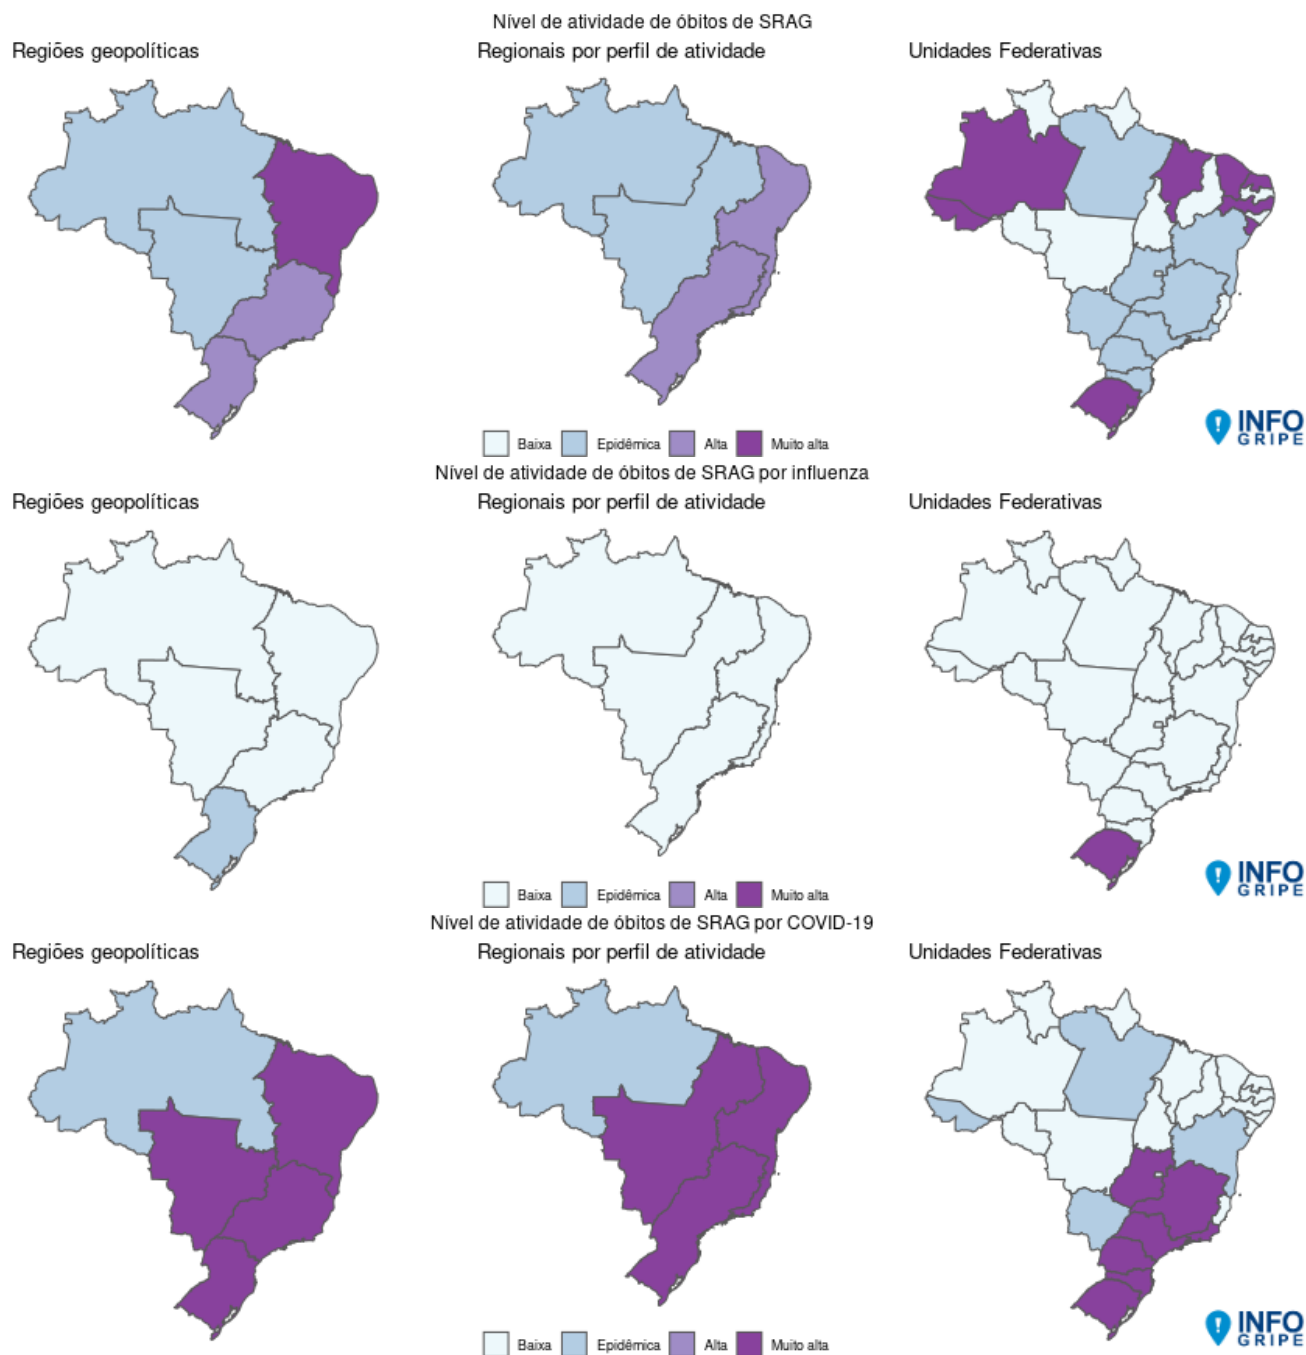 Nível de atividade de óbitos de SRAG
Regiões geopolíticas
Regionais por perfil de atividade
Unidades Federativas
Baixa Epidêmica Alta Muito alta
INFO
GRIPE
Nível de atividade de óbitos de SRAG por influenza
Regiões geopolíticas
Regionais por perfil de atividade
Unidades Federativas
Baixa Epidêmica Alta Muito alta
INFO
GRIPE
Nível de atividade de óbitos de SRAG por COVID-19
Regiões geopolíticas
Regionais por perfil de atividade
Unidades Federativas
Baixa Epidêmica Alta Muito alta
INFO
GRIPE